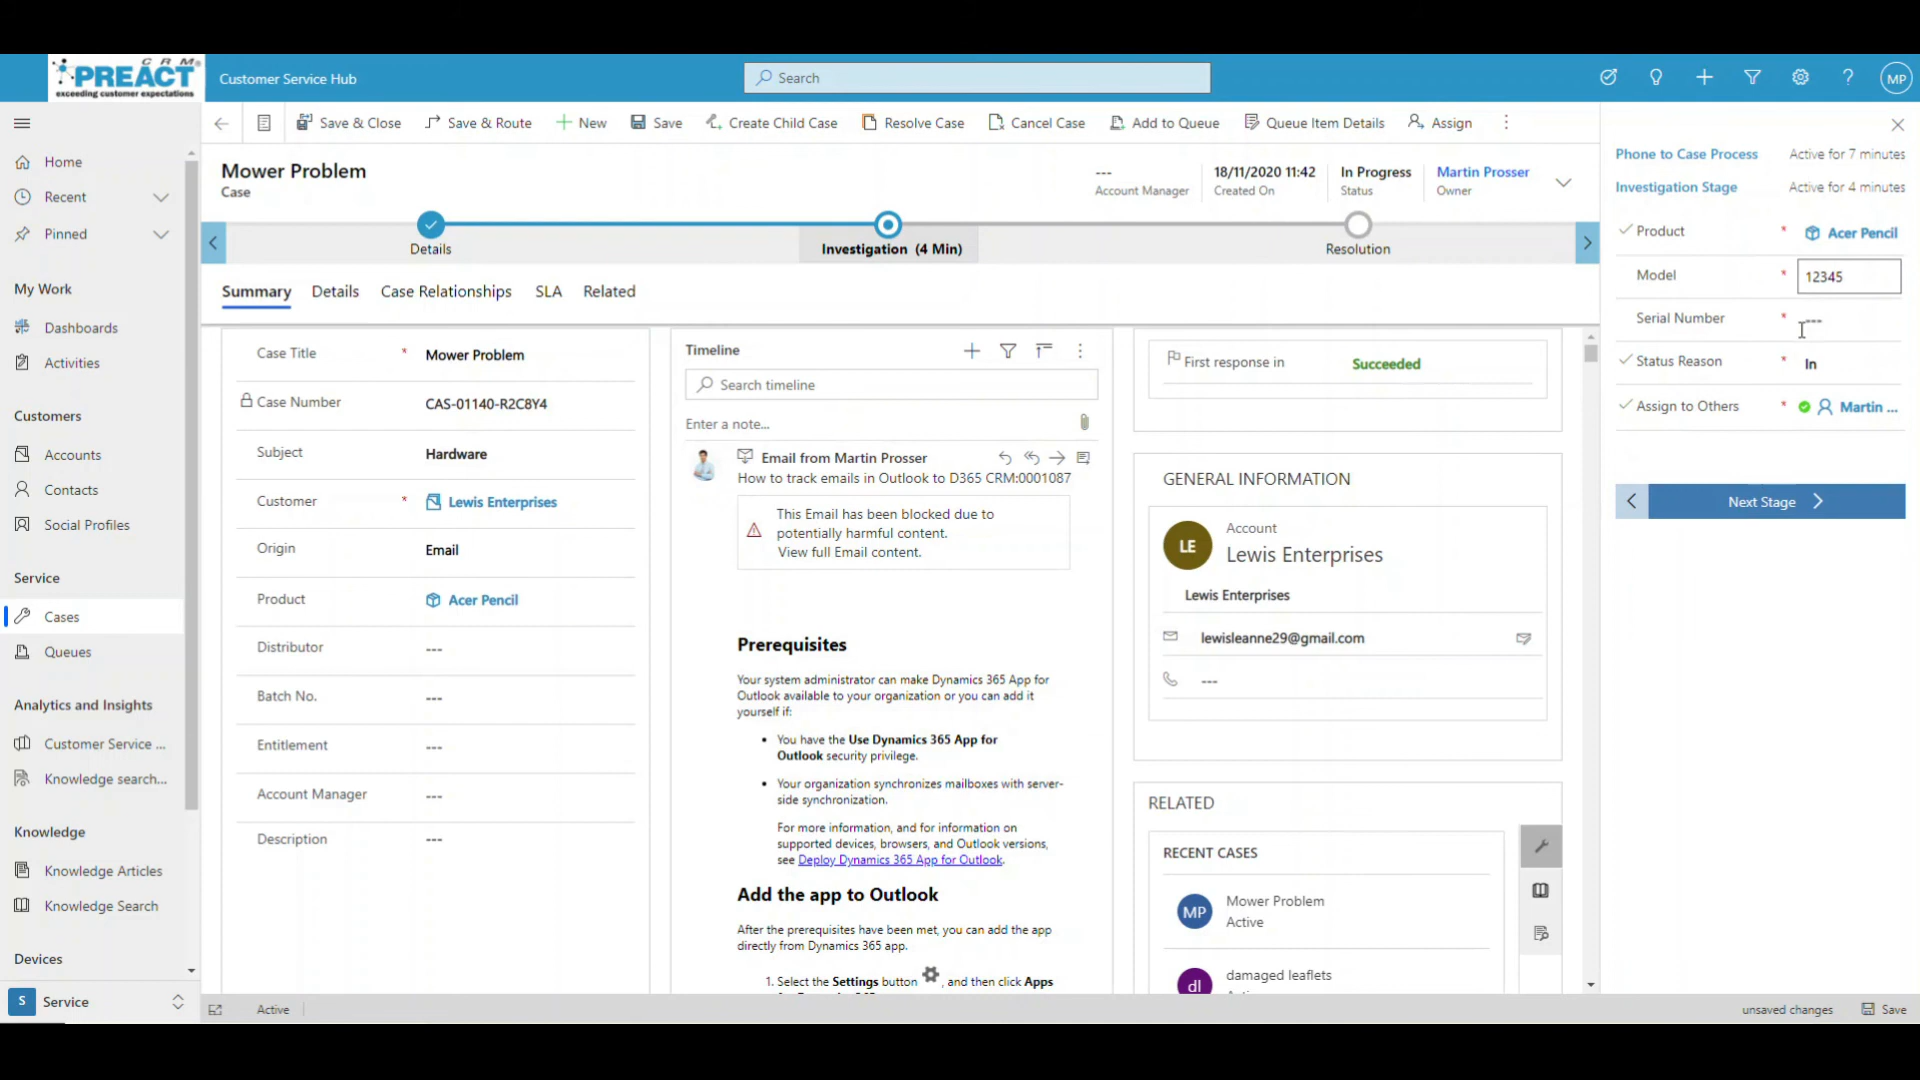 C R M®
PREACT
exceeding customer expectations
Customer Service Hub
Search
MP
Save & Close
Save & Route
New
Save
Create Child Case
Resolve Case
Cancel Case
Add to Queue
Queue Item Details
Assign
Home
Recent
Pinned
My Work
Dashboards
Activities
Customers
Accounts
Contacts
Social Profiles
Service
Cases
Queues
Analytics and Insights
Customer Service ...
Knowledge search...
Knowledge
Knowledge Articles
Knowledge Search
Devices
S Service
Mower Problem
Case
---
Account Manager
18/11/2020 11:42
Created On
In Progress
Status
Martin Prosser
Owner
Details
Investigation (4 Min)
Resolution
Summary
Details
Case Relationships
SLA
Related
Case Title * Mower Problem
Case Number CAS-01140-R2C8Y4
Subject Hardware
Customer * Lewis Enterprises
Origin Email
Product Acer Pencil
Distributor ---
Batch No. ---
Entitlement ---
Account Manager ---
Description ---
Timeline
Search timeline
Enter a note...
Email from Martin Prosser
How to track emails in Outlook to D365 CRM:0001087
This Email has been blocked due to
potentially harmful content.
View full Email content.
Prerequisites
Your system administrator can make Dynamics 365 App for
Outlook available to your organization or you can add it
yourself if:
• You have the Use Dynamics 365 App for
Outlook security privilege.
• Your organization synchronizes mailboxes with server-
side synchronization.
For more information, and for information on
supported devices, browsers, and Outlook versions,
see Deploy Dynamics 365 App for Outlook.
Add the app to Outlook
After the prerequisites have been met, you can add the app
directly from Dynamics 365 app.
1. Select the Settings button , and then click Apps
First response in Succeeded
GENERAL INFORMATION
LE
Account
Lewis Enterprises
Lewis Enterprises
lewisleanne29@gmail.com
---
RELATED
RECENT CASES
MP
Mower Problem
Active
dl
damaged leaflets
Phone to Case Process Active for 7 minutes
Investigation Stage Active for 4 minutes
Product * Acer Pencil
Model * 12345
Serial Number * ---
Status Reason * In
Assign to Others * Martin ...
Next Stage
Active
unsaved changes
Save